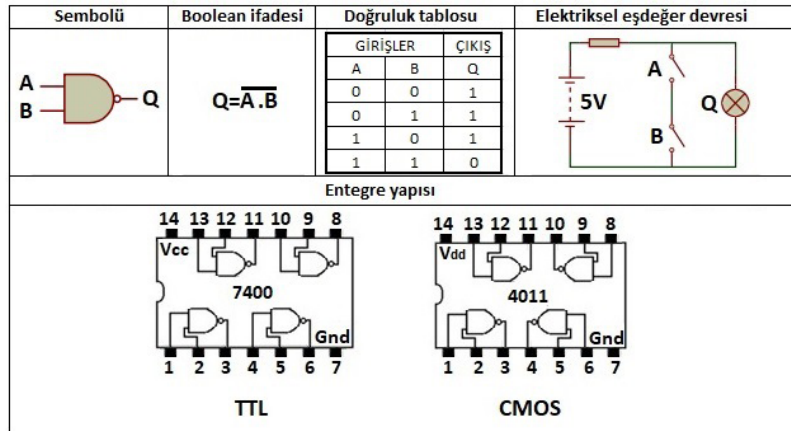 Sembolü Boolean ifadesi Doğruluk tablosu Elektriksel eşdeğer devresi
A
B
Q
Q=A.B
GİRİŞLER ÇIKIŞ
A B Q
0 0 1
0 1 1
1 0 1
1 1 0
5V
A
B
Q
Entegre yapısı
14 13 12 11 10 9 8
Vcc
7400
Gnd
1 2 3 4 5 6 7
TTL
14 13 12 11 10 9 8
Vdd
4011
Gnd
1 2 3 4 5 6 7
CMOS